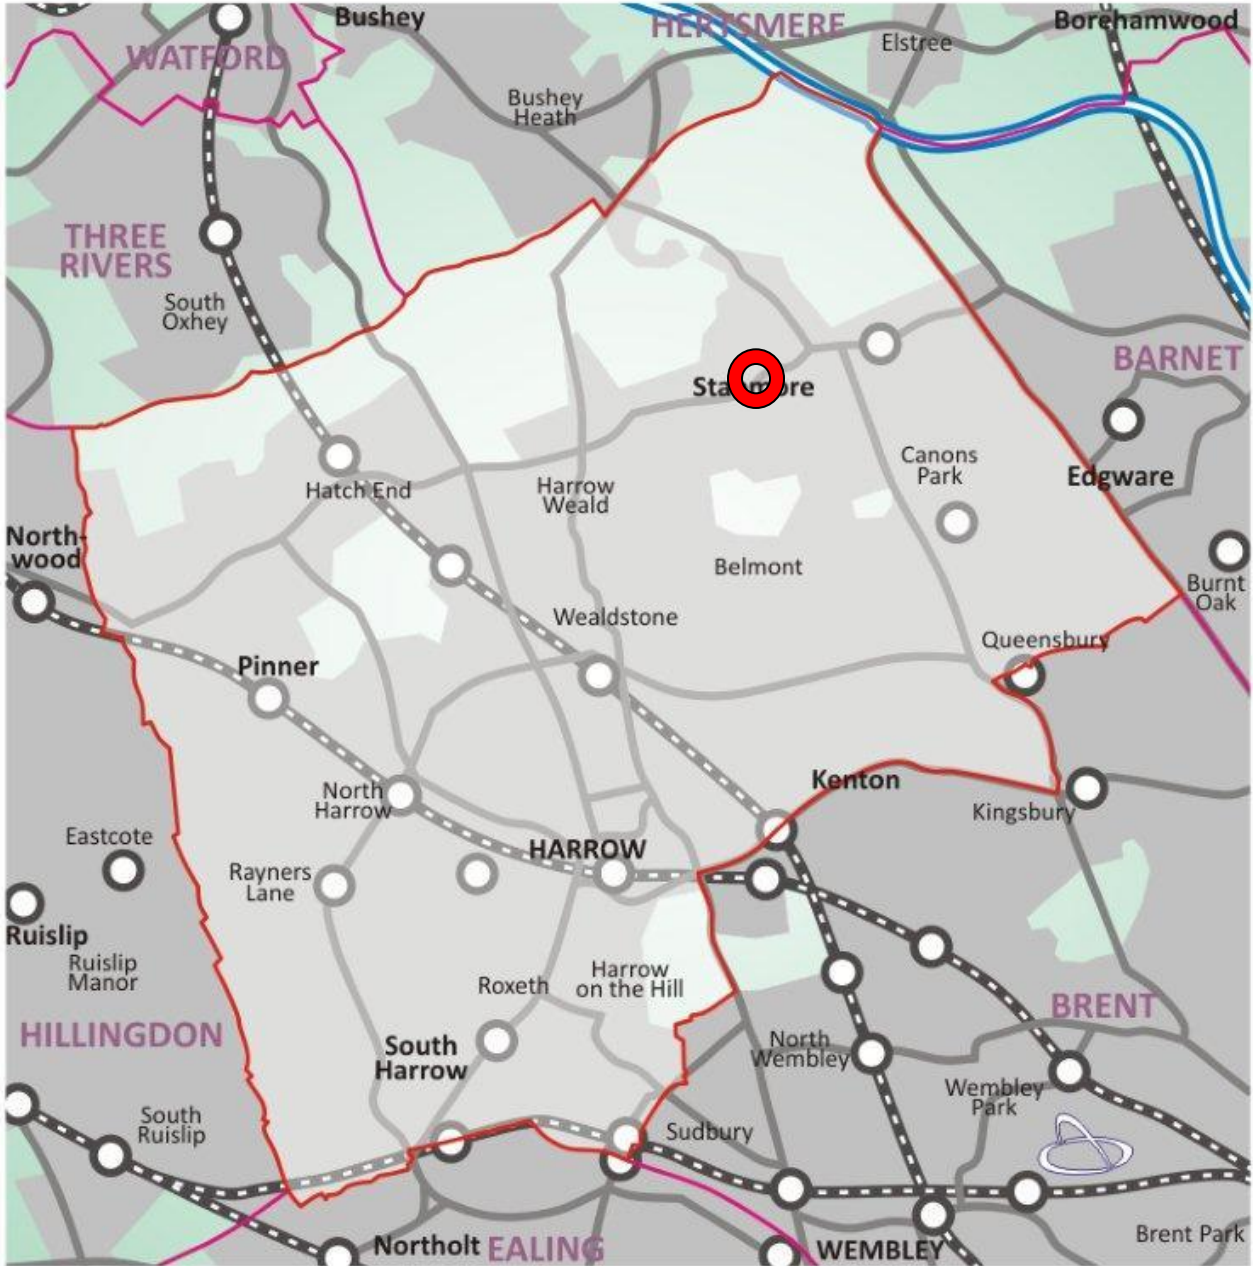 Bushey
HERTSMERE
Borehamwood
WATFORD
Elstree
Bushey
Heath
THREE
RIVERS
South
Oxhey
BARNET
Stanmore
Canons
Park
Edgware
Hatch End
Harrow
Weald
North-
wood
Belmont
Burnt
Oak
Wealdstone
Queensbury
Pinner
Kenton
North
Harrow
Kingsbury
Eastcote
HARROW
Rayners
Lane
Ruislip
Ruislip
Manor
Roxeth
Harrow
on the Hill
BRENT
HILLINGDON
South
Harrow
North
Wembley
Wembley
Park
South
Ruislip
Sudbury
Northolt
EALING
WEMBLEY
Brent Park